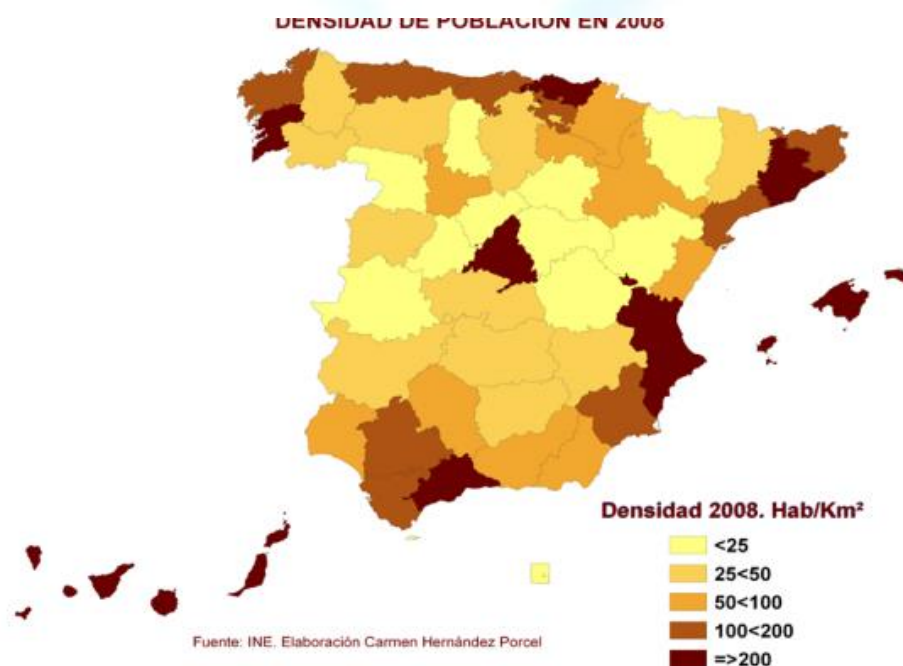 DENSIDAD DE POBLACIÓN EN 2008
Densidad 2008. Hab/Km²
<25
25<50
50<100
100<200
=>200
Fuente: INE. Elaboración Carmen Hernández Porcel